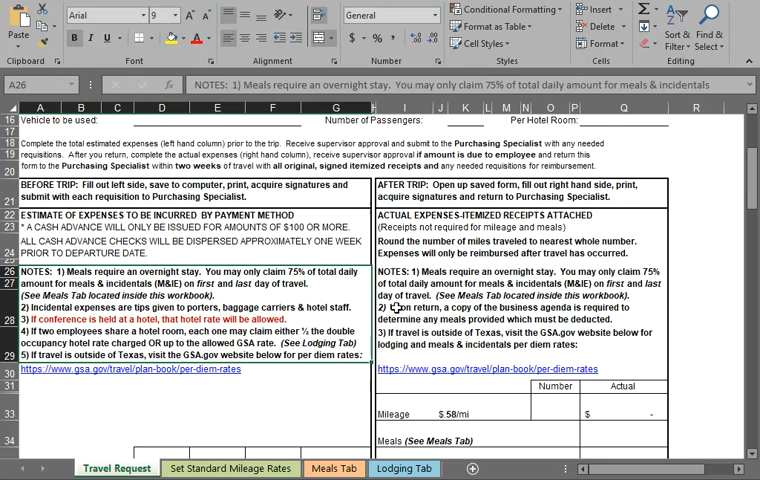 Arial 9 A A General Conditional Formatting Insert Σ
Paste B I U A $ % , Format as Table Delete Sort & Find &
Cell Styles Format Filter Select
Clipboard Font Alignment Number Styles Cells Editing
A26 fx NOTES: 1) Meals require an overnight stay. You may only claim 75% of total daily amount for meals & incidentals
A B C D E F G H I J K L M N O P Q R
16 Vehicle to be used: Number of Passengers: Per Hotel Room:
17
18 Complete the total estimated expenses (left hand column) prior to the trip. Receive supervisor approval and submit to the Purchasing Specialist with any needed
19 requisitions. After you return, complete the actual expenses (right hand column), receive supervisor approval if amount is due to employee and return this
20 form to the Purchasing Specialist within two weeks of travel with all original, signed itemized receipts and any needed requisitions for reimbursement.
21 BEFORE TRIP: Fill out left side, save to computer, print, acquire signatures and
submit with each requisition to Purchasing Specialist.
AFTER TRIP: Open up saved form, fill out right hand side, print,
acquire signatures and return to Purchasing Specialist.
22 ESTIMATE OF EXPENSES TO BE INCURRED BY PAYMENT METHOD
23 * A CASH ADVANCE WILL ONLY BE ISSUED FOR AMOUNTS OF $100 OR MORE.
24 ALL CASH ADVANCE CHECKS WILL BE DISPERSED APPROXIMATELY ONE WEEK
PRIOR TO DEPARTURE DATE.
ACTUAL EXPENSES-ITEMIZED RECEIPTS ATTACHED
(Receipts not required for mileage and meals)
Round the number of miles traveled to nearest whole number.
Expenses will only be reimbursed after travel has occurred.
26 NOTES: 1) Meals require an overnight stay. You may only claim 75% of total daily
27 amount for meals & incidentals (M&IE) on first and last day of travel.
(See Meals Tab located inside this workbook).
28 2) Incidental expenses are tips given to porters, baggage carriers & hotel staff.
3) If conference is held at a hotel, that hotel rate will be allowed.
4) If two employees share a hotel room, each one may claim either ½ the double
29 occupancy hotel rate charged OR up to the allowed GSA rate. (See Lodging Tab)
5) If travel is outside of Texas, visit the GSA.gov website below for per diem rates:
NOTES: 1) Meals require an overnight stay. You may only claim 75%
of total daily amount for meals & incidentals (M&IE) on first and last
day of travel. (See Meals Tab located inside this workbook).
2) on return, a copy of the business agenda is required to
determine any meals provided which must be deducted.
3) If travel is outside of Texas, visit the GSA.gov website below for
lodging and meals & incidentals per diem rates:
30 https://www.gsa.gov/travel/plan-book/per-diem-rates https://www.gsa.gov/travel/plan-book/per-diem-rates
31 Number Actual
33 Mileage $.58/mi $ -
34 Meals (See Meals Tab)
Travel Request Set Standard Mileage Rates Meals Tab Lodging Tab